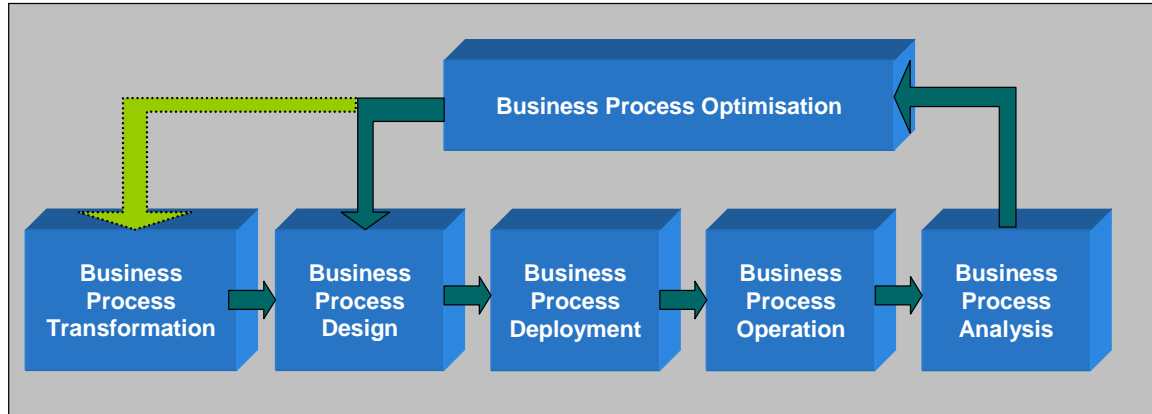 Business Process Optimisation
Business
Process
Transformation
Business
Process
Design
Business
Process
Deployment
Business
Process
Operation
Business
Process
Analysis